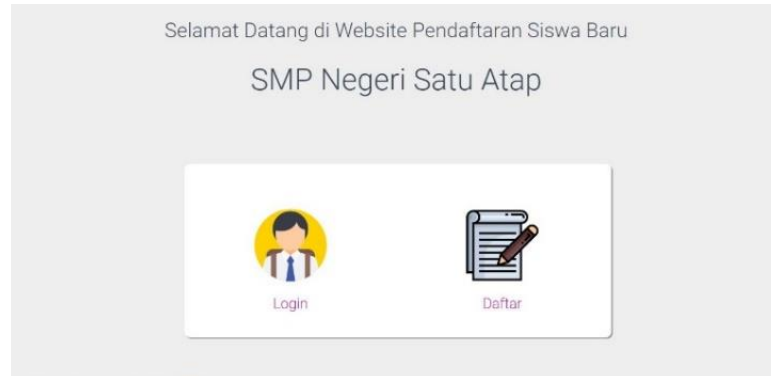 Selamat Datang di Website Pendaftaran Siswa Baru
SMP Negeri Satu Atap
Login
Daftar